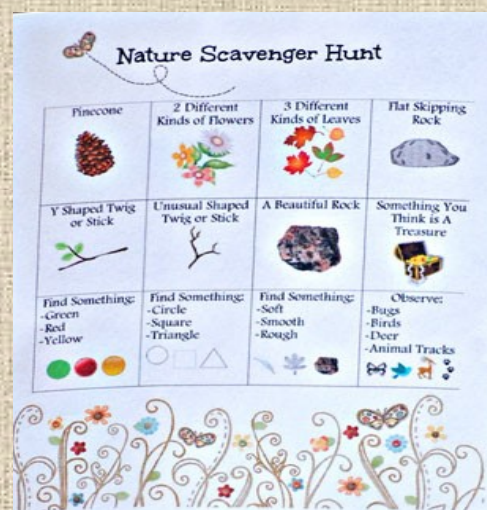 Nature Scavenger Hunt
Pinecone
2 Different
Kinds of Flowers
3 Different
Kinds of Leaves
Flat Skipping
Rock
Y Shaped Twig
or Stick
Unusual Shaped
Twig or Stick
A Beautiful Rock
Something You
Think is A
Treasure
Find Something:
-Green
-Red
-Yellow
Find Something:
-Circle
-Square
-Triangle
Find Something:
-Soft
-Smooth
-Rough
Observe:
-Bugs
-Birds
-Deer
-Animal Tracks